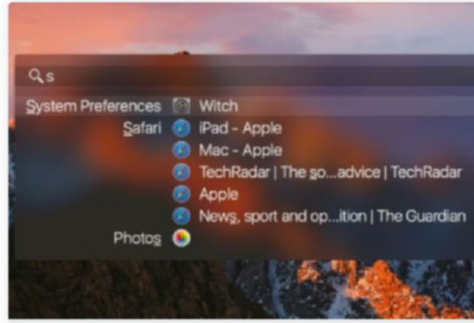 s
System Preferences Witch
Safari iPad - Apple
Mac - Apple
TechRadar | The so...advice | TechRadar
Apple
News, sport and op...ition | The Guardian
Photos